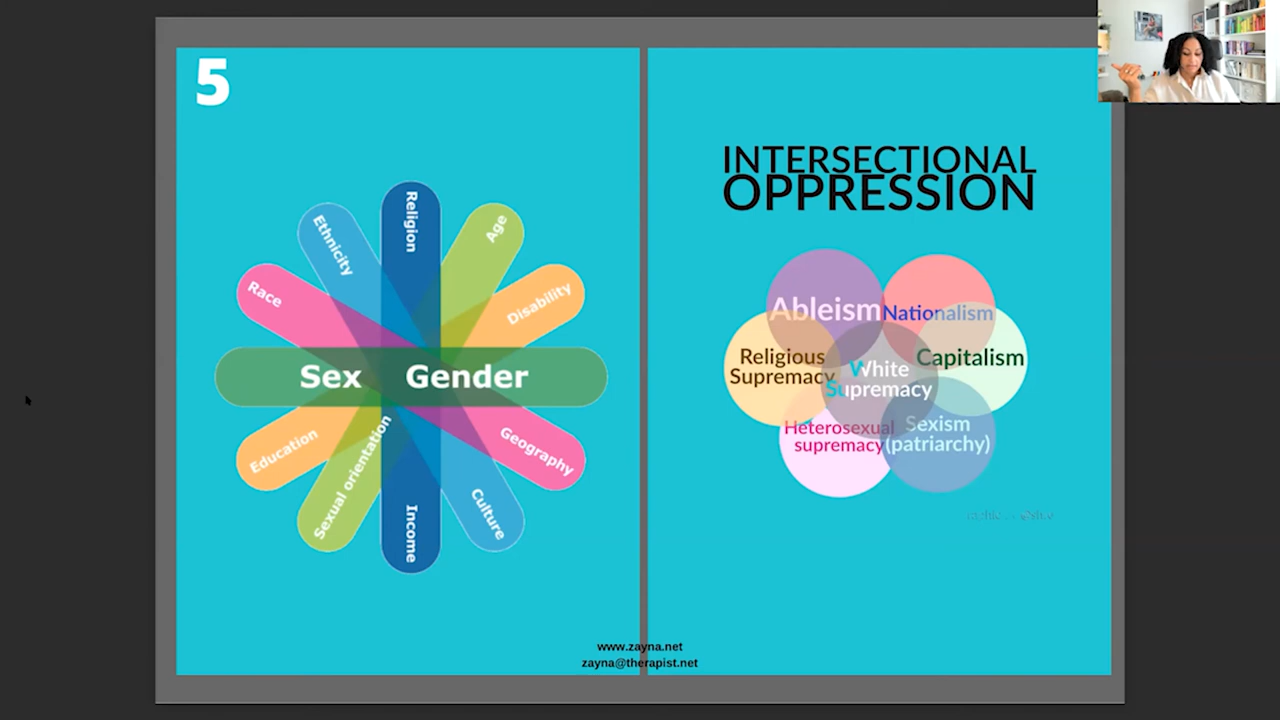 5
Religion
Ethnicity
Age
Race
Disability
Sex Gender
Education
Sexual orientation
Geography
Income
Culture
INTERSECTIONAL
OPPRESSION
Ableism
Nationalism
Religious
Supremacy
White
Supremacy
Capitalism
Heterosexual
supremacy
Sexism
(patriarchy)
www.zayna.net
zayna@therapist.net